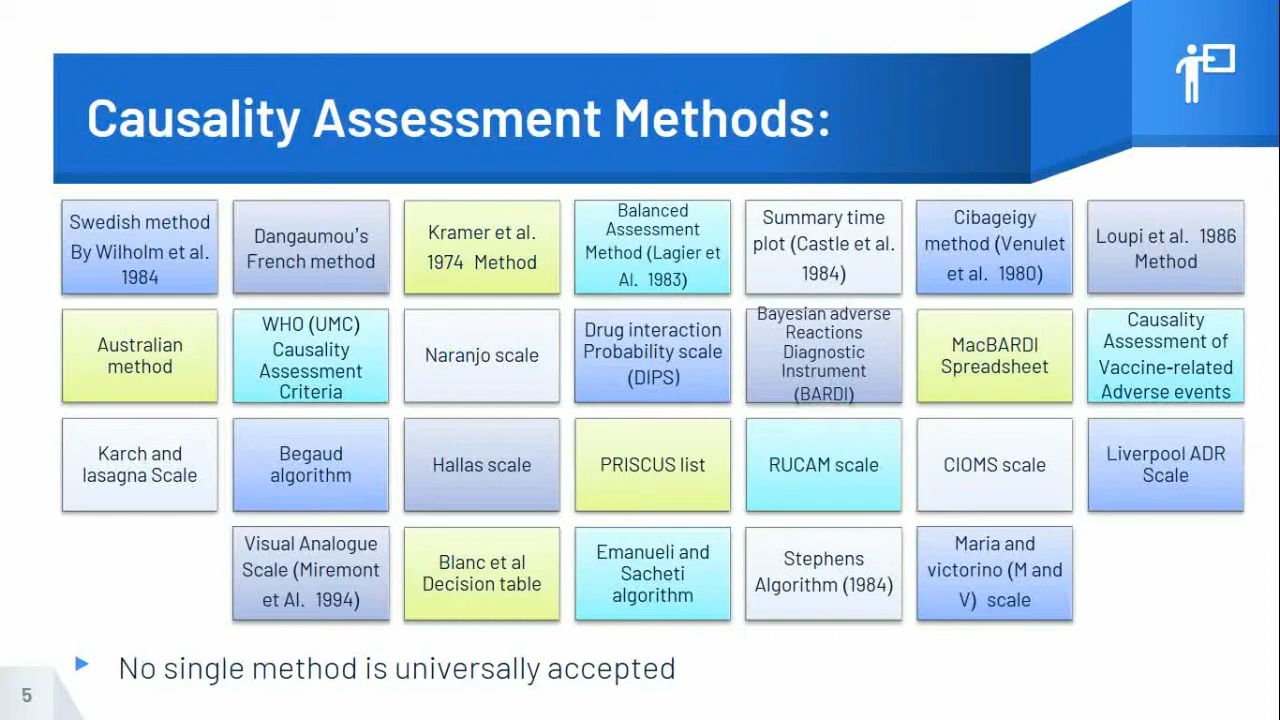 Causality Assessment Methods:
Swedish method
By Wilholm et al.
1984
Dangaumou's
French method
Kramer et al.
1974 Method
Balanced
Assessment
Method (Lagier et
Al. 1983)
Summary time
plot (Castle et al.
1984)
Cibageigy
method (Venulet
et al. 1980)
Loupi et al. 1986
Method
Australian
method
WHO (UMC)
Causality
Assessment
Criteria
Naranjo scale
Drug interaction
Probability scale
(DIPS)
Bayesian adverse
Reactions
Diagnostic
Instrument
(BARDI)
MacBARDI
Spreadsheet
Causality
Assessment of
Vaccine-related
Adverse events
Karch and
lasagna Scale
Begaud
algorithm
Hallas scale
PRISCUS list
RUCAM scale
CIOMS scale
Liverpool ADR
Scale
Visual Analogue
Scale (Miremont
et Al. 1994)
Blanc et al
Decision table
Emanueli and
Sacheti
algorithm
Stephens
Algorithm (1984)
Maria and
victorino (M and
V) scale
No single method is universally accepted
5